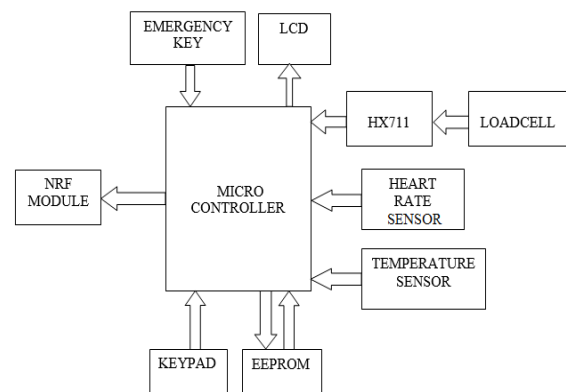 EMERGENCY
KEY
LCD
HX711
LOADCELL
NRF
MODULE
MICRO
CONTROLLER
HEART
RATE
SENSOR
TEMPERATURE
SENSOR
KEYPAD
EEPROM